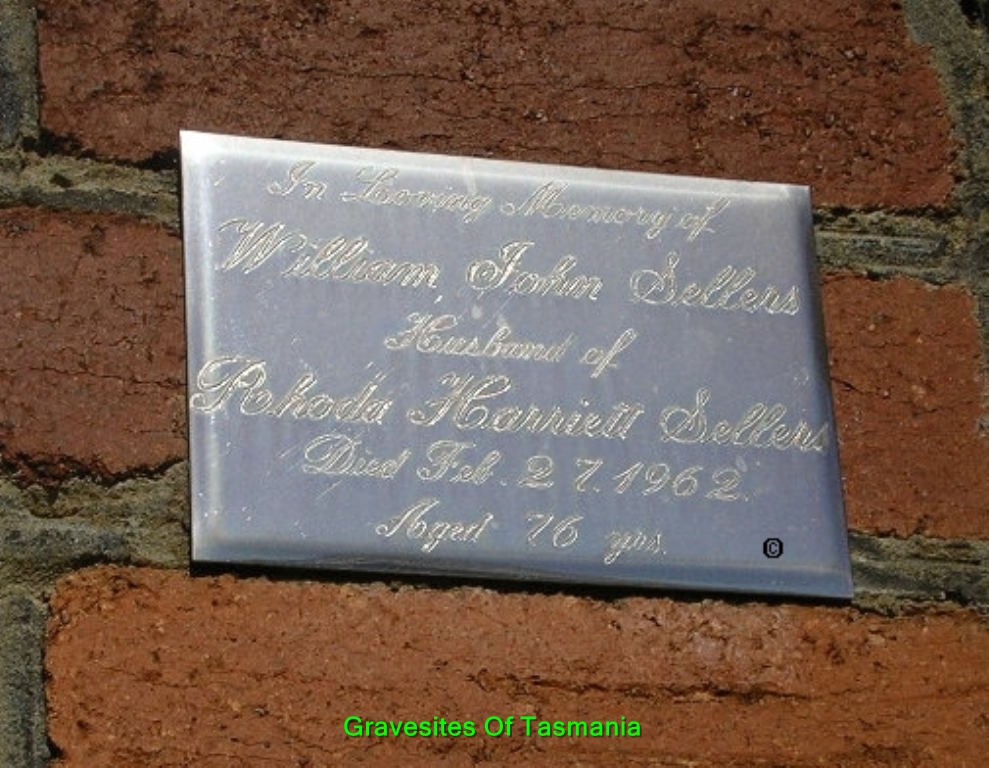 In Loving Memory of
William John Sellers
Husband of
Rhoda Harriett Sellers
Died Feb. 27. 1962.
Aged 76 yrs.
©
Gravesites Of Tasmania